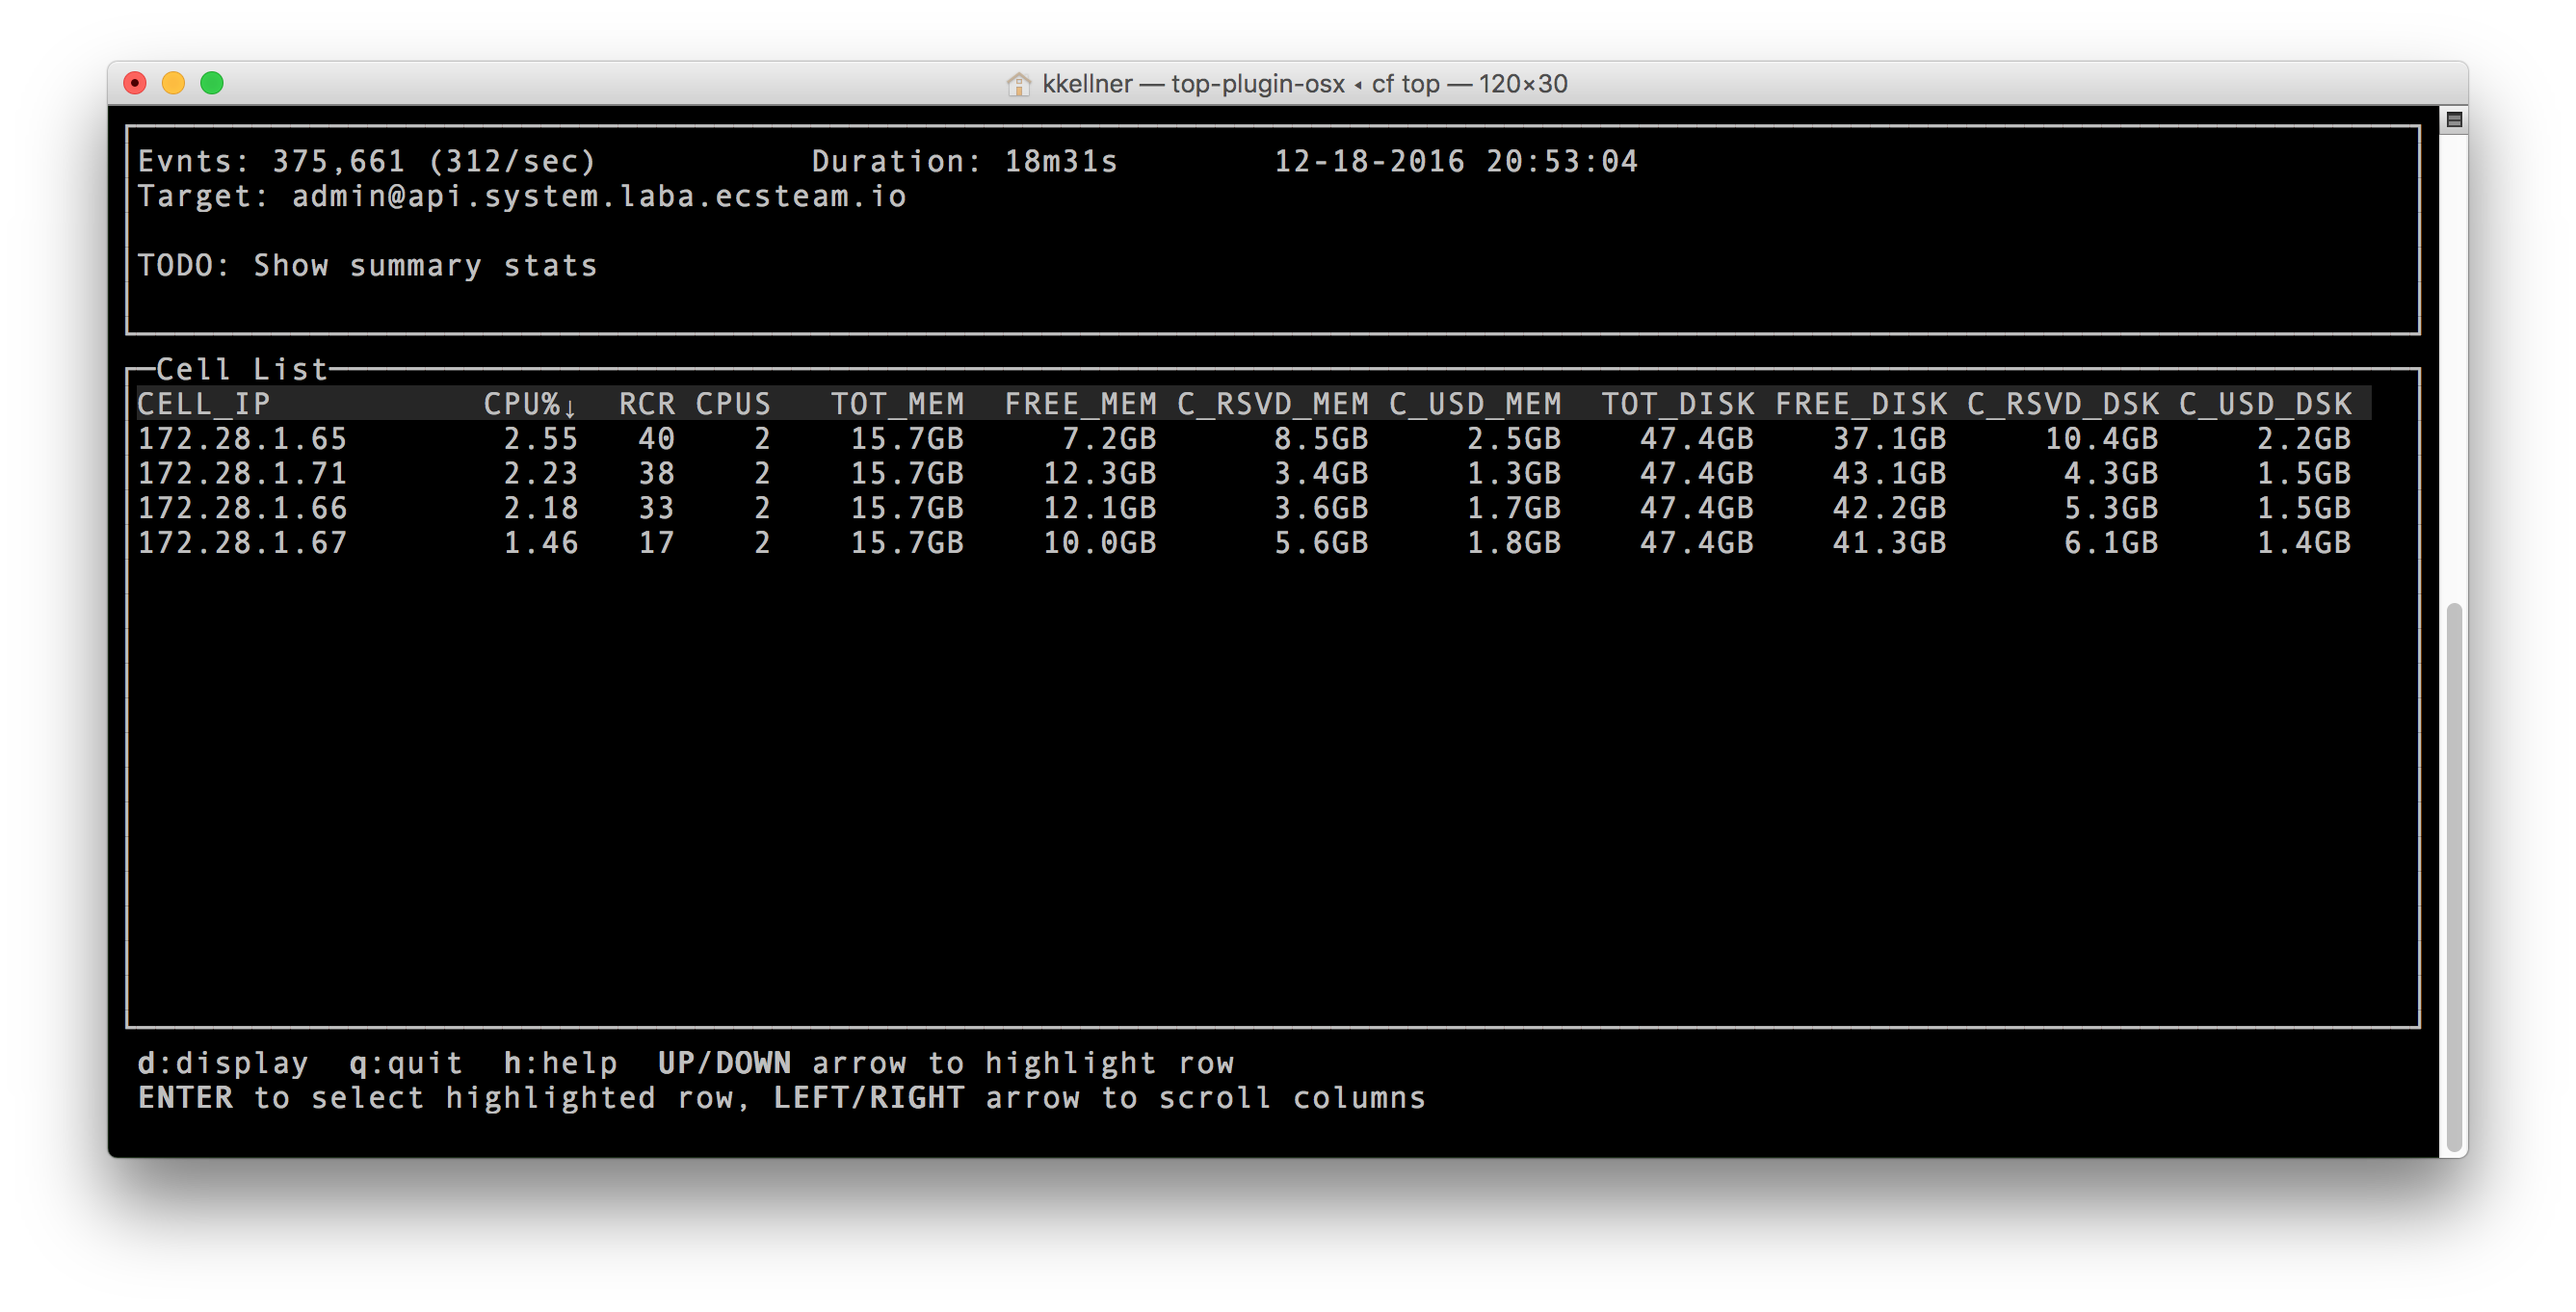 kkellner — top-plugin-osx ◂ cf top — 120×30
Evnts: 375,661 (312/sec) Duration: 18m31s 12-18-2016 20:53:04
Target: admin@api.system.laba.ecsteam.io
TODO: Show summary stats
Cell List
CELL_IP CPU%↓ RCR CPUS TOT_MEM FREE_MEM C_RSVD_MEM C_USD_MEM TOT_DISK FREE_DISK C_RSVD_DSK C_USD_DSK
172.28.1.65 2.55 40 2 15.7GB 7.2GB 8.5GB 2.5GB 47.4GB 37.1GB 10.4GB 2.2GB
172.28.1.71 2.23 38 2 15.7GB 12.3GB 3.4GB 1.3GB 47.4GB 43.1GB 4.3GB 1.5GB
172.28.1.66 2.18 33 2 15.7GB 12.1GB 3.6GB 1.7GB 47.4GB 42.2GB 5.3GB 1.5GB
172.28.1.67 1.46 17 2 15.7GB 10.0GB 5.6GB 1.8GB 47.4GB 41.3GB 6.1GB 1.4GB
d:display q:quit h:help UP/DOWN arrow to highlight row
ENTER to select highlighted row, LEFT/RIGHT arrow to scroll columns